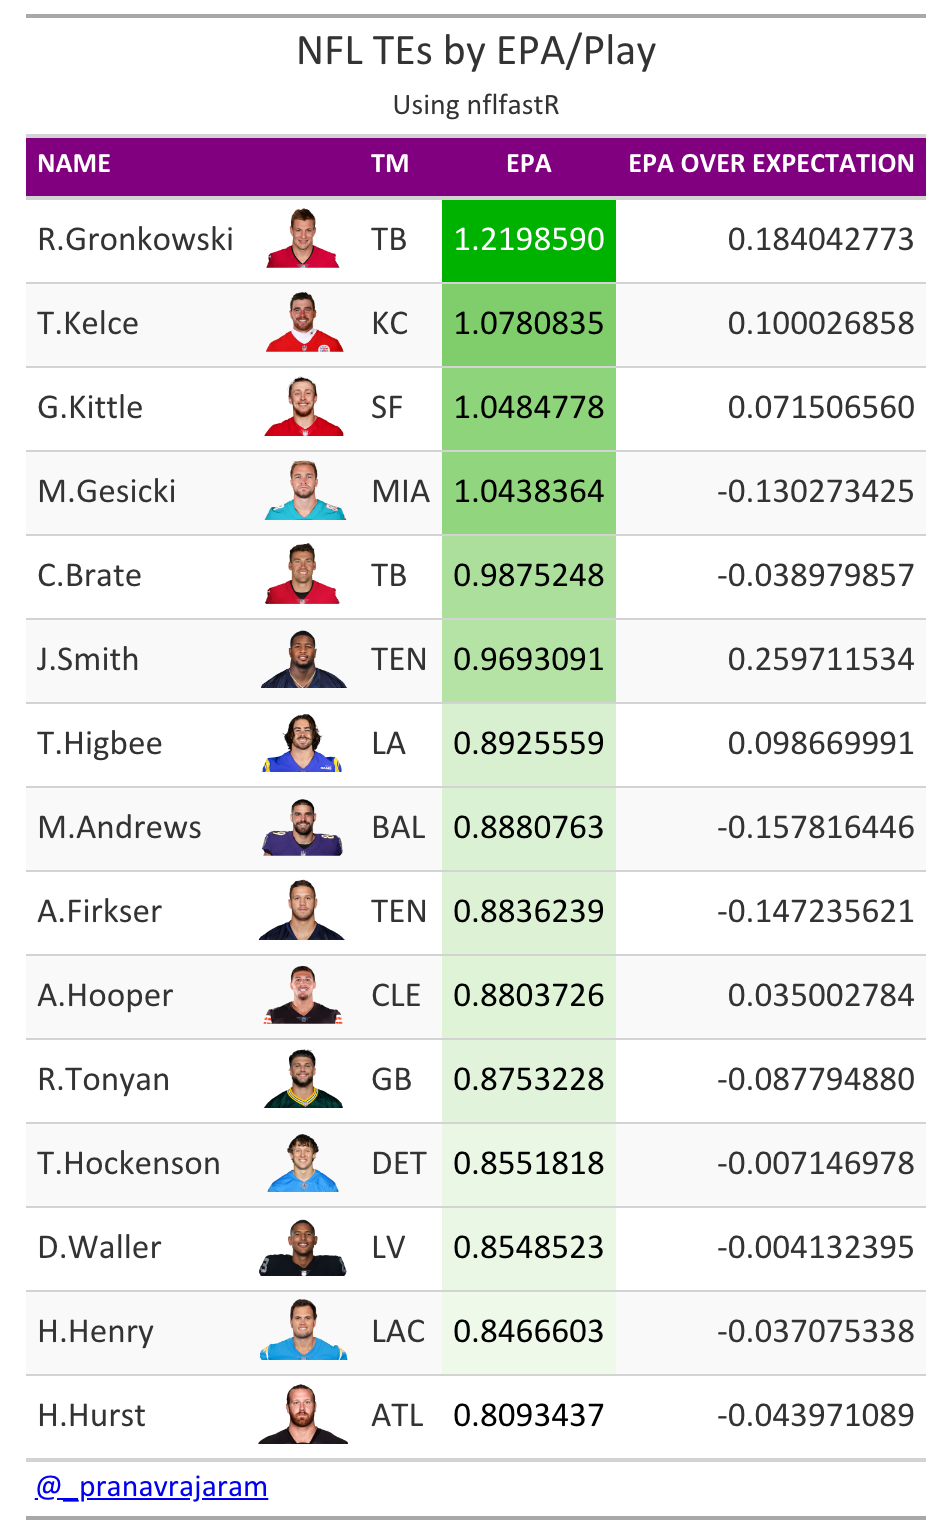 NFL TEs by EPA/Play
Using nflfastR
NAME TM EPA EPA OVER EXPECTATION
R.Gronkowski TB 1.2198590 0.184042773
T.Kelce KC 1.0780835 0.100026858
G.Kittle SF 1.0484778 0.071506560
M.Gesicki MIA 1.0438364 -0.130273425
C.Brate TB 0.9875248 -0.038979857
J.Smith TEN 0.9693091 0.259711534
T.Higbee LA 0.8925559 0.098669991
M.Andrews BAL 0.8880763 -0.157816446
A.Firkser TEN 0.8836239 -0.147235621
A.Hooper CLE 0.8803726 0.035002784
R.Tonyan GB 0.8753228 -0.087794880
T.Hockenson DET 0.8551818 -0.007146978
D.Waller LV 0.8548523 -0.004132395
H.Henry LAC 0.8466603 -0.037075338
H.Hurst ATL 0.8093437 -0.043971089
@_pranavrajaram